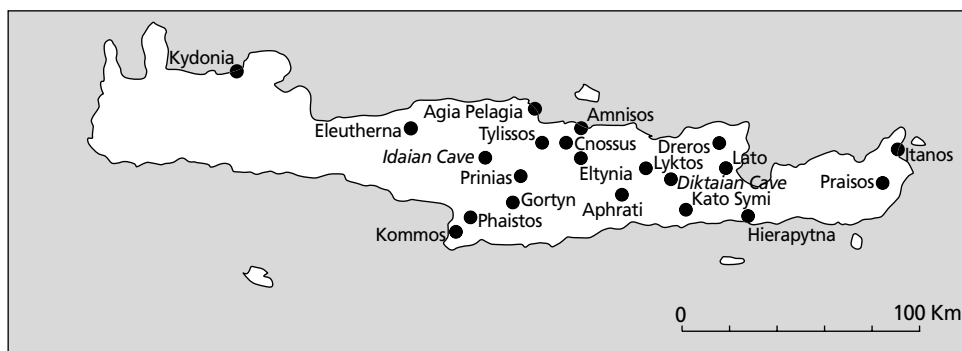 Kydonia
Agia Pelagia
Amnisos
Eleutherna
Tylissos
Cnossus
Dreros
Itanos
Idaian Cave
Eltynia
Lyktos
Lato
Prinias
Diktaian Cave
Praisos
Gortyn
Aphrati
Kato Symi
Phaistos
Kommos
Hierapytna
0
100 Km